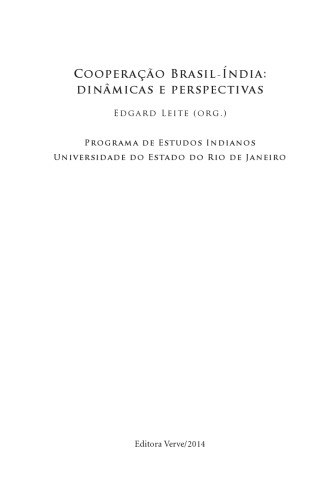 Cooperação Brasil-Índia:
dinâmicas e perspectivas
Edgard Leite (org.)
Programa de Estudos Indianos
Universidade do Estado do Rio de Janeiro
Editora Verve/2014